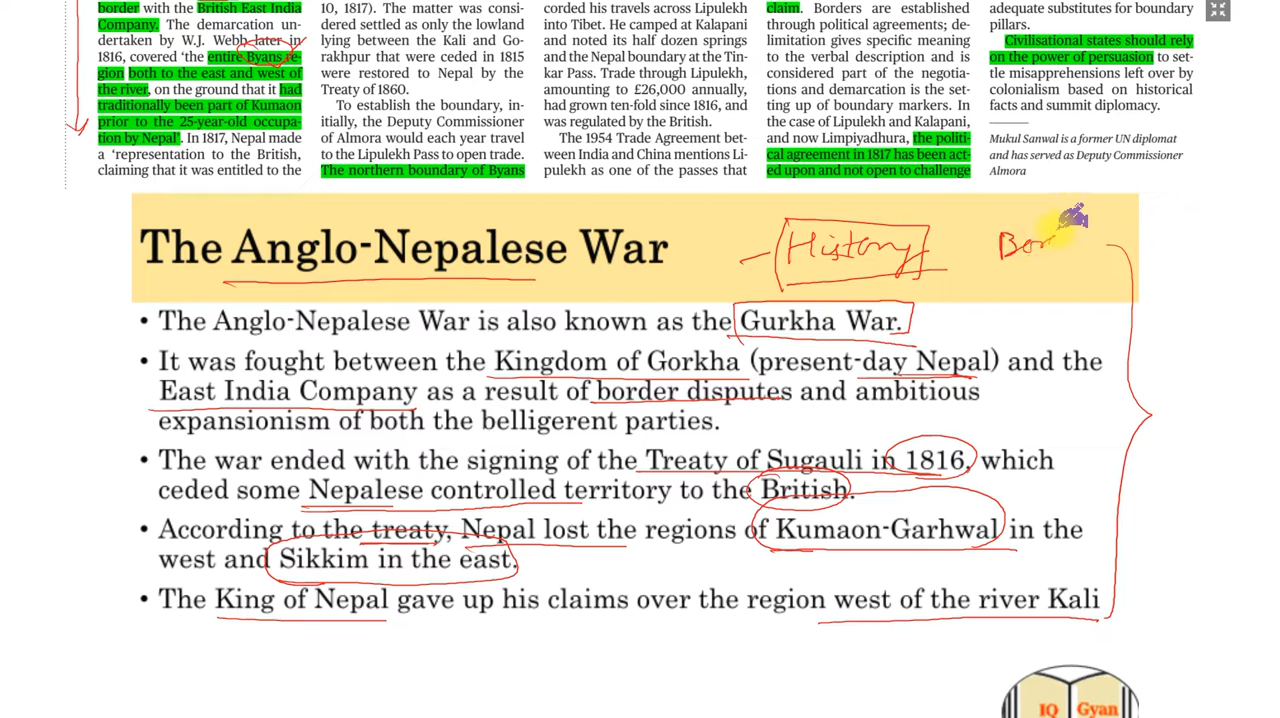 border with the British East India
Company. The demarcation un-
dertaken by W.J. Webb later in
1816, covered 'the entire Byans re-
gion both to the east and west of
the river, on the ground that it had
traditionally been part of Kumaon
prior to the 25-year-old occupa-
tion by Nepal'. In 1817, Nepal made
a 'representation to the British,
claiming that it was entitled to the
10, 1817). The matter was consi-
dered settled as only the lowland
lying between the Kali and Go-
rakhpur that were ceded in 1815
were restored to Nepal by the
Treaty of 1860.
To establish the boundary, in-
itially, the Deputy Commissioner
of Almora would each year travel
to the Lipulekh Pass to open trade.
The northern boundary of Byans
corded his travels across Lipulekh
into Tibet. He camped at Kalapani
and noted its half dozen springs
and the Nepal boundary at the Tin-
kar Pass. Trade through Lipulekh,
amounting to £26,000 annually,
had grown ten-fold since 1816, and
was regulated by the British.
The 1954 Trade Agreement bet-
ween India and China mentions Li-
pulekh as one of the passes that
claim. Borders are established
through political agreements; de-
limitation gives specific meaning
to the verbal description and is
considered part of the negotia-
tions and demarcation is the set-
ting up of boundary markers. In
the case of Lipulekh and Kalapani,
and now Limpiyadhura, the politi-
cal agreement in 1817 has been act-
ed upon and not open to challenge
adequate substitutes for boundary
pillars.
Civilisational states should rely
on the power of persuasion to set-
tle misapprehensions left over by
colonialism based on historical
facts and summit diplomacy.
Mukul Sanwal is a former UN diplomat
and has served as Deputy Commissioner
Almora
The Anglo-Nepalese War
- History
Bor
• The Anglo-Nepalese War is also known as the Gurkha War.
• It was fought between the Kingdom of Gorkha (present-day Nepal) and the
East India Company as a result of border disputes and ambitious
expansionism of both the belligerent parties.
• The war ended with the signing of the Treaty of Sugauli in 1816, which
ceded some Nepalese controlled territory to the British.
• According to the treaty, Nepal lost the regions of Kumaon-Garhwal in the
west and Sikkim in the east.
• The King of Nepal gave up his claims over the region west of the river Kali
IQ Gyan